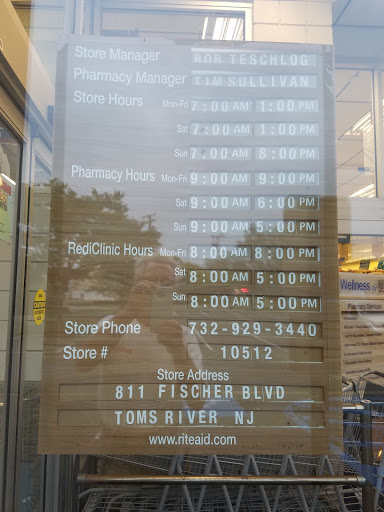 Store Manager ROB TESCHLOG
Pharmacy Manager TIM SULLIVAN
Store Hours Mon-Fri 7:00 AM 1:00 PM
Sat 7:00 AM 1:00 PM
Sun 7:00 AM 8:00 PM
Pharmacy Hours Mon-Fri 9:00 AM 9:00 PM
Sat 9:00 AM 6:00 PM
Sun 9:00 AM 5:00 PM
RediClinic Hours Mon-Fri 8:00 AM 8:00 PM
Sat 8:00 AM 5:00 PM
Sun 8:00 AM 5:00 PM
Store Phone 732-929-3440
Store # 10512
Store Address
811 FISCHER BLVD
TOMS RIVER NJ
www.riteaid.com
CAUTION
Wellness
Pharmacy Services